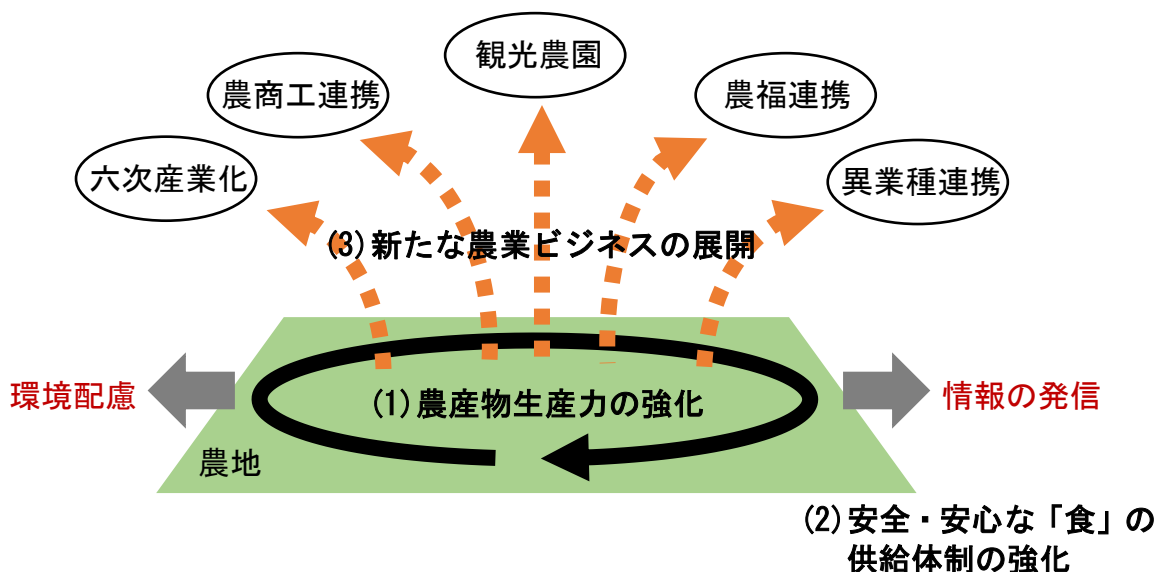 観光農園
農商工連携
農福連携
六次産業化
異業種連携
(3)新たな農業ビジネスの展開
環境配慮
(1)農産物生産力の強化
情報の発信
農地
(2)安全・安心な「食」の
供給体制の強化